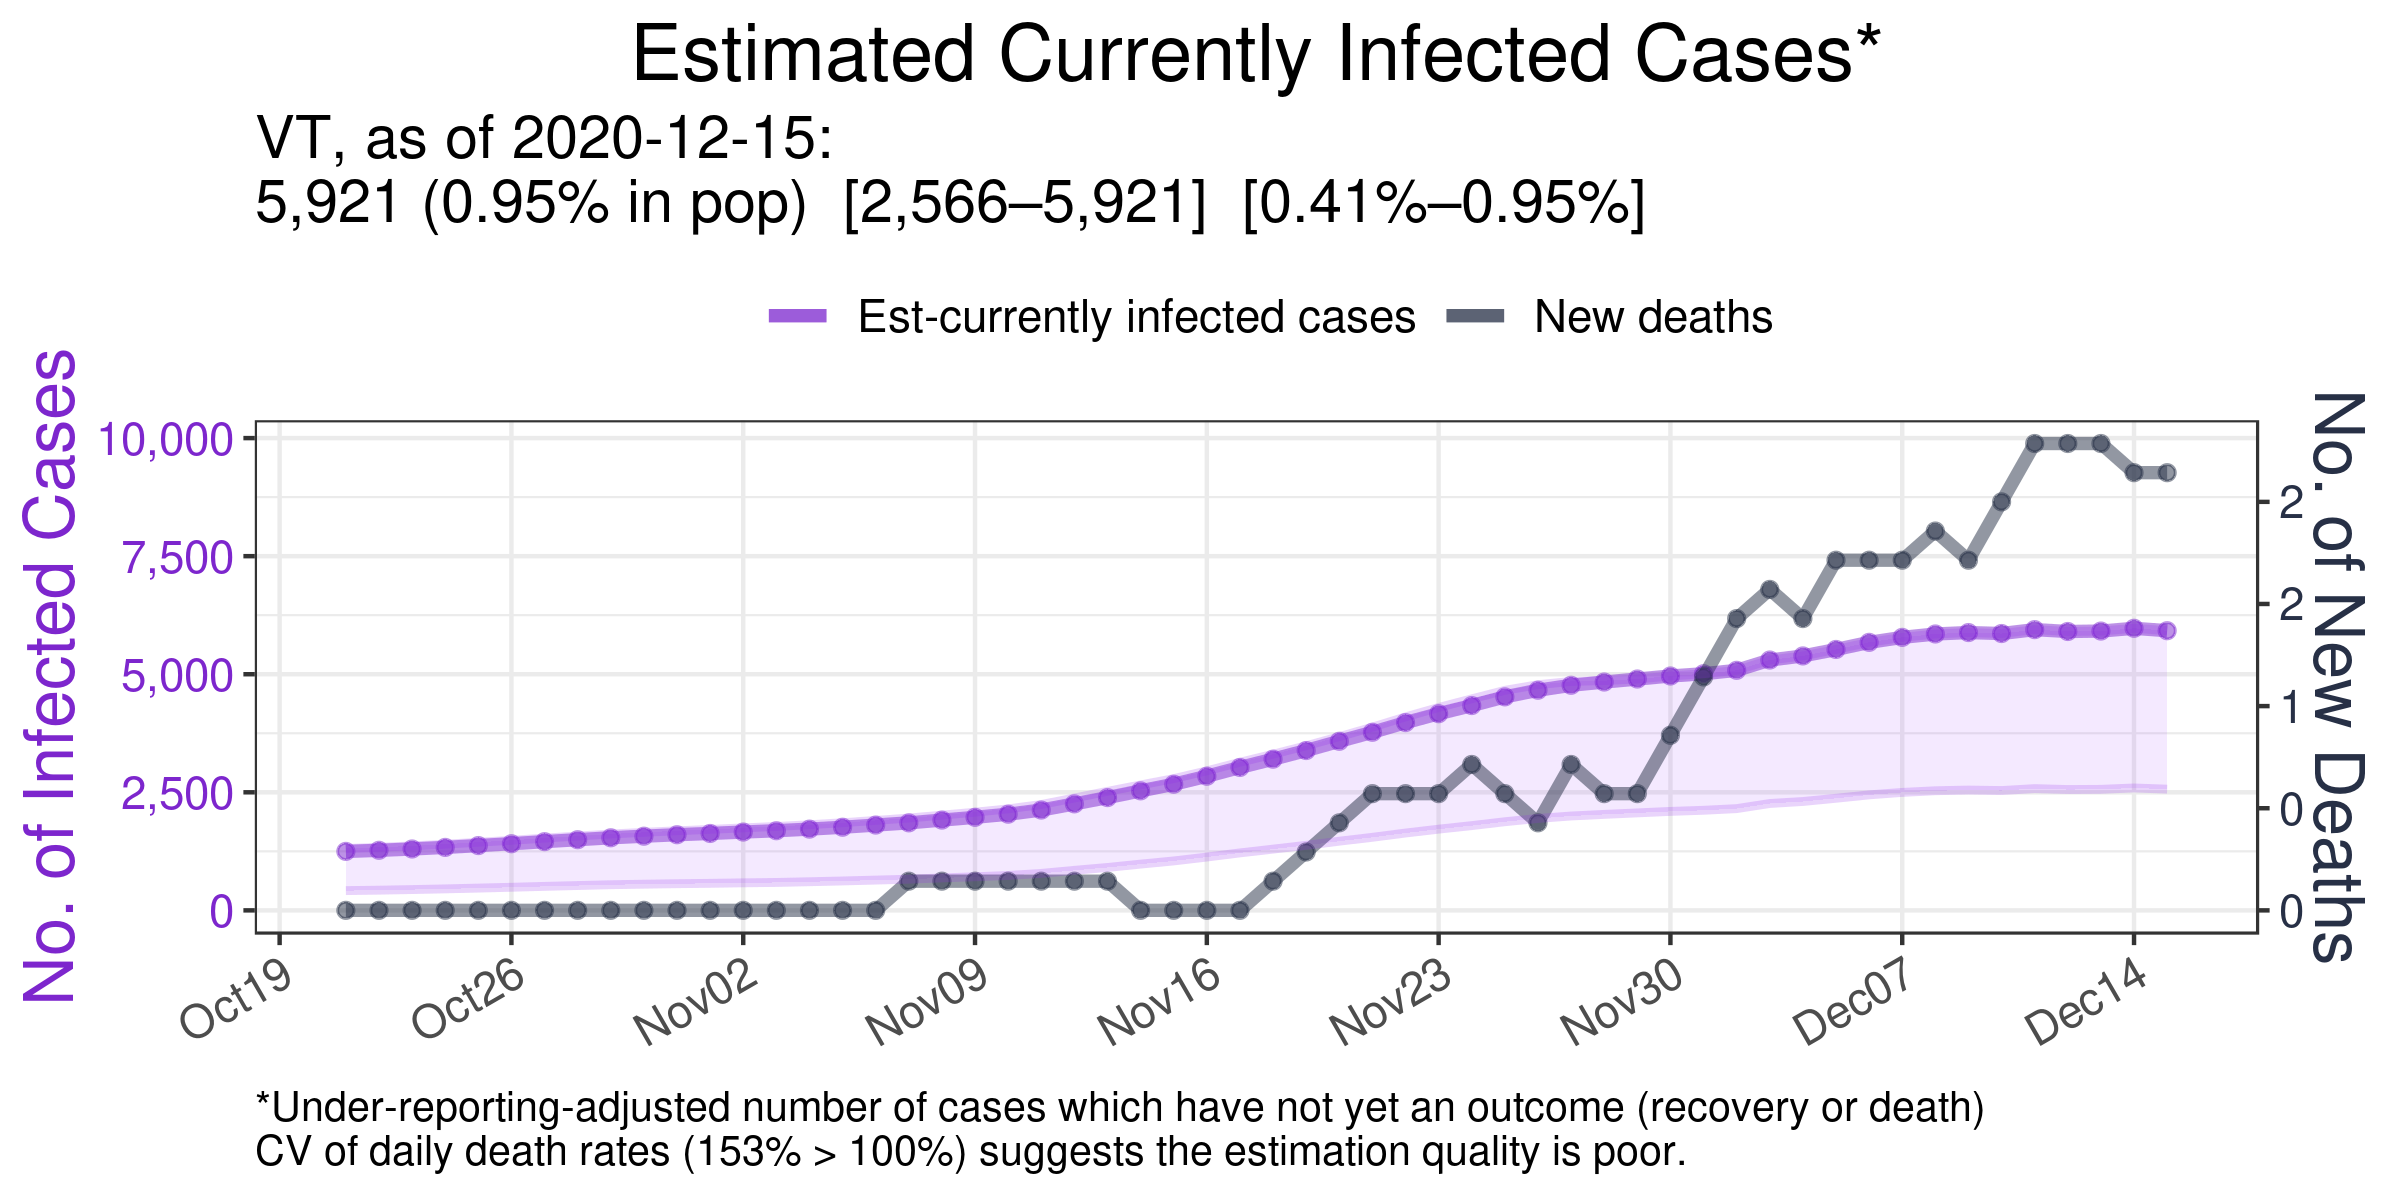 Estimated Currently Infected Cases*
VT, as of 2020-12-15:
5,921 (0.95% in pop)  [2,566–5,921]  [0.41%–0.95%]
Est-currently infected cases
New deaths
No. of Infected Cases
10,000
7,500
5,000
2,500
0
No. of New Deaths
2
2
1
0
0
Oct19
Oct26
Nov02
Nov09
Nov16
Nov23
Nov30
Dec07
Dec14
*Under-reporting-adjusted number of cases which have not yet an outcome (recovery or death)
CV of daily death rates (153% > 100%) suggests the estimation quality is poor.